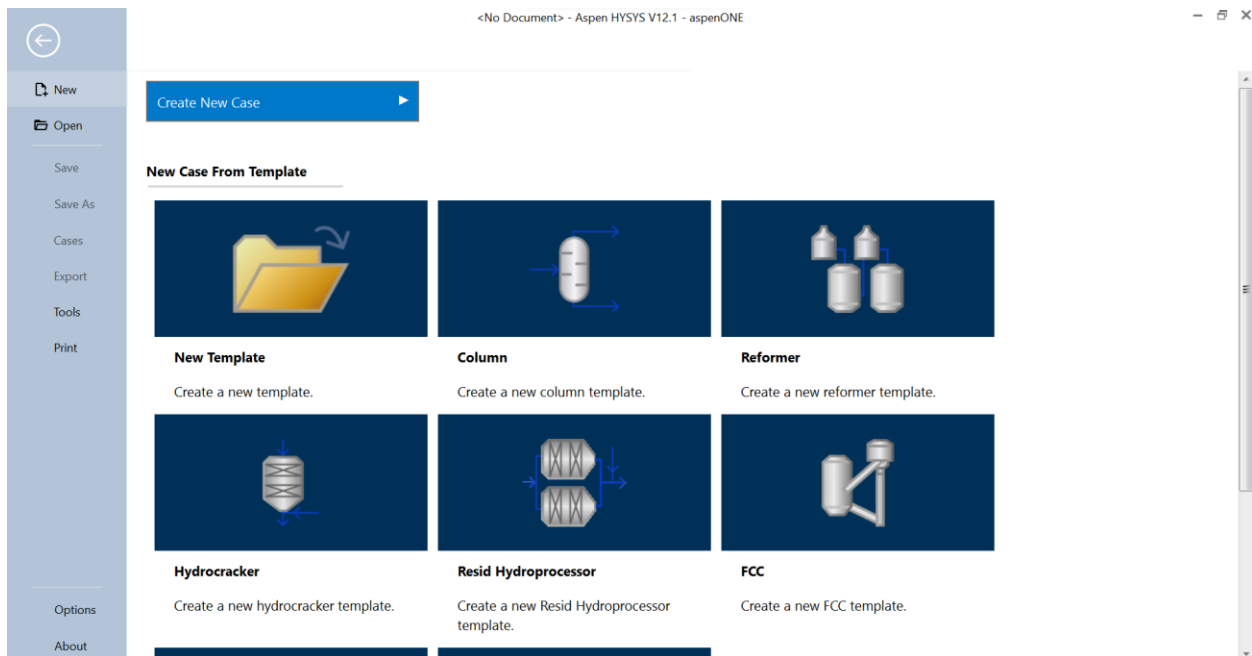 <No Document> - Aspen HYSYS V12.1 - aspenONE
New
Open
Save
Save As
Cases
Export
Tools
Print
Options
About
Create New Case
New Case From Template
New Template
Create a new template.
Column
Create a new column template.
Reformer
Create a new reformer template.
Hydrocracker
Create a new hydrocracker template.
Resid Hydroprocessor
Create a new Resid Hydroprocessor
template.
FCC
Create a new FCC template.